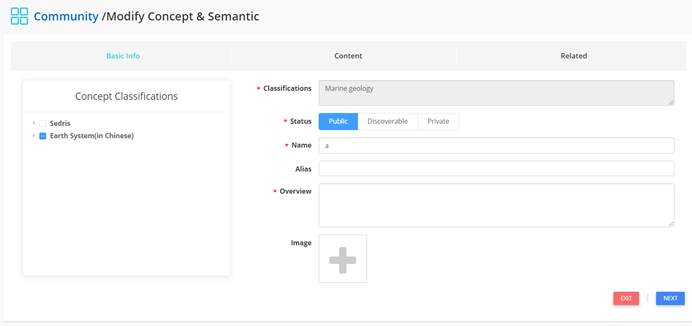 Community /Modify Concept & Semantic
Basic Info
Content
Related
Concept Classifications
Sedris
Earth System(in Chinese)
* Classifications
Marine geology
* Status
Public
Discoverable
Private
* Name
a
Alias
* Overview
Image
EXIT
NEXT